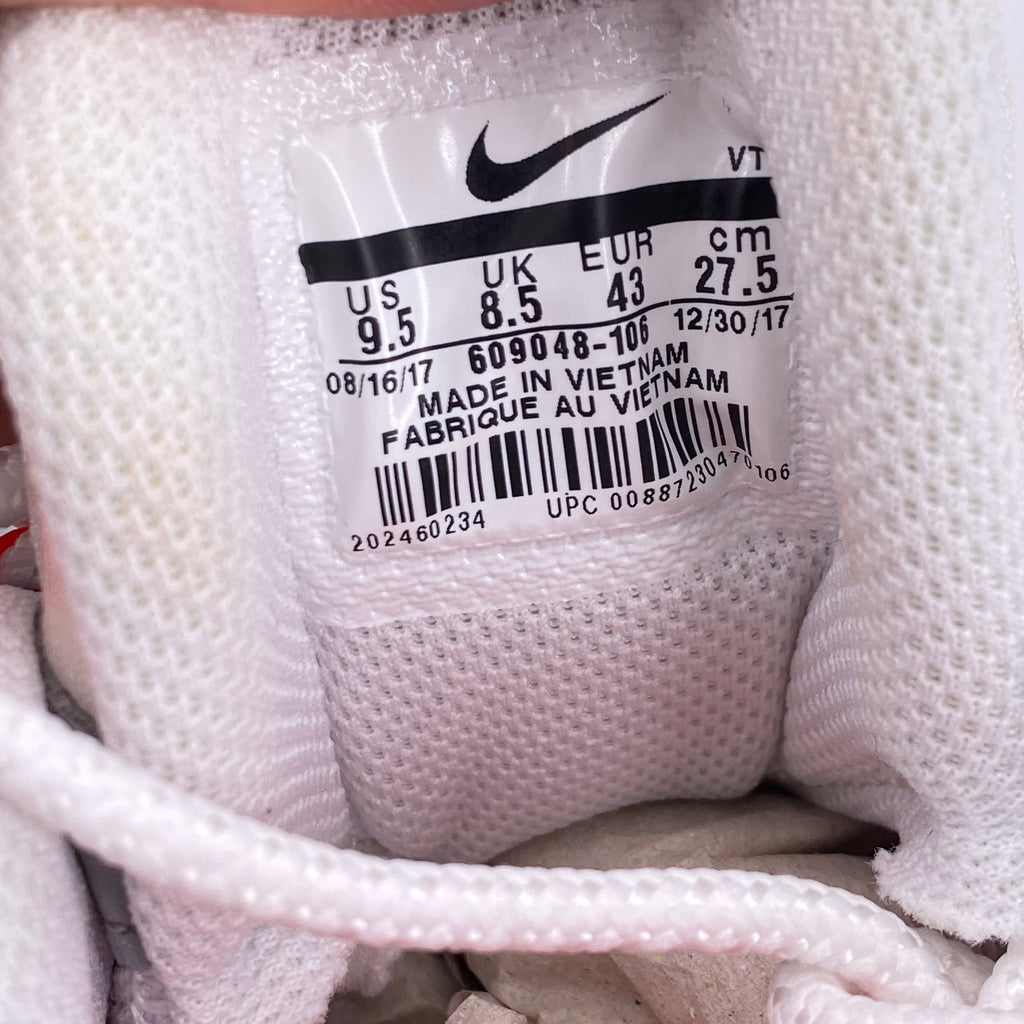 VT
US UK EUR cm
9.5 8.5 43 27.5
08/16/17 609048-106 12/30/17
MADE IN VIETNAM
FABRIQUE AU VIETNAM
202460234 UPC 00887230470106